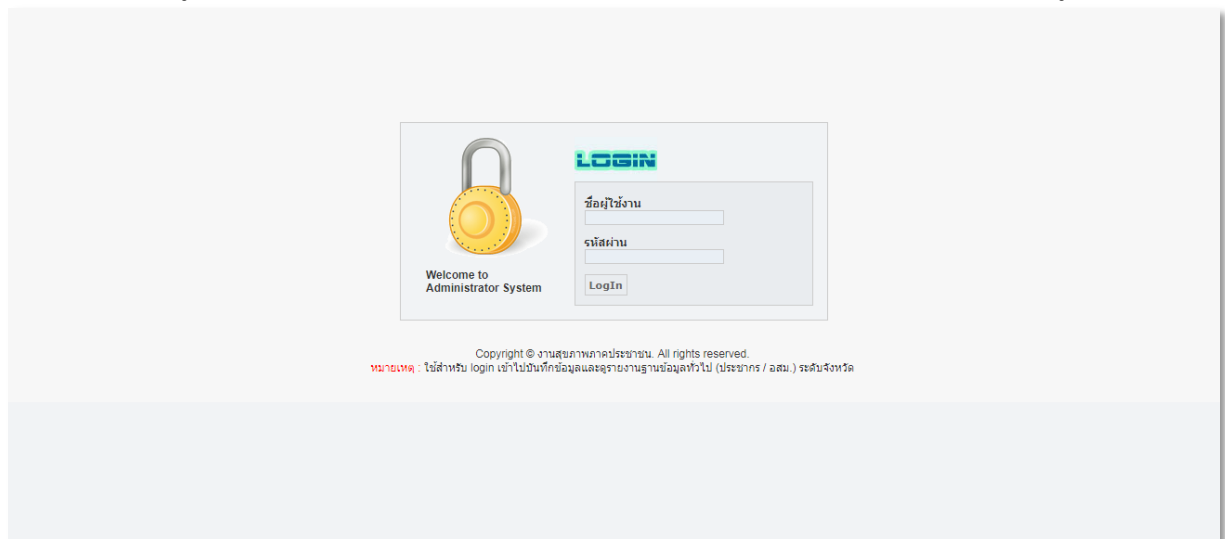 LOGIN
ชื่อผู้ใช้งาน
รหัสผ่าน
Welcome to
Administrator System
LogIn
Copyright © งานสุขภาพภาคประชาชน. All rights reserved.
หมายเหตุ : ใช้สำหรับ login เข้าไปบันทึกข้อมูลและดูรายงานฐานข้อมูลทั่วไป (ประชากร / อสม.) ระดับจังหวัด